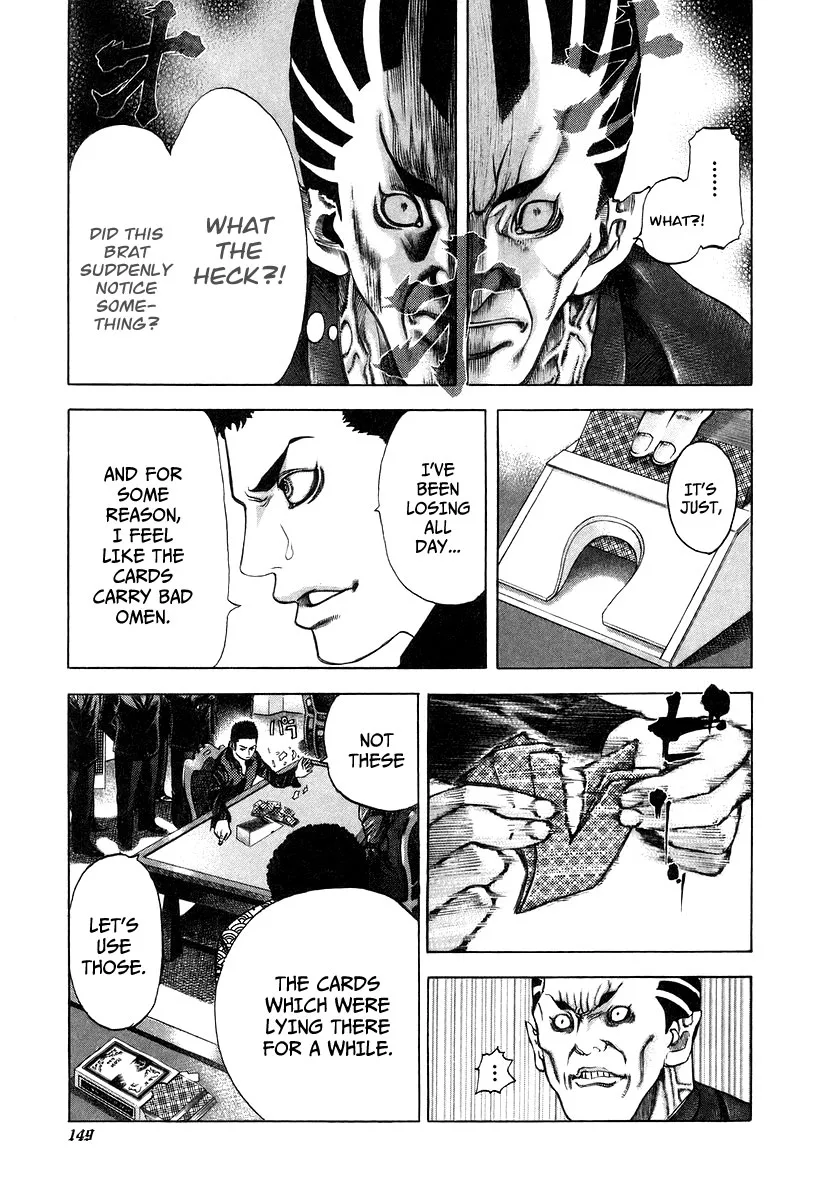 ……
WHAT?!
WHAT
THE
HECK?!
DID THIS
BRAT
SUDDENLY
NOTICE
SOME-
THING?
IT'S
JUST,
I'VE
BEEN
LOSING
ALL
DAY...
AND FOR
SOME
REASON,
I FEEL
LIKE THE
CARDS
CARRY BAD
OMEN.
NOT
THESE
THE CARDS
WHICH WERE
LYING THERE
FOR A WHILE.
LET'S
USE
THOSE.
...
149